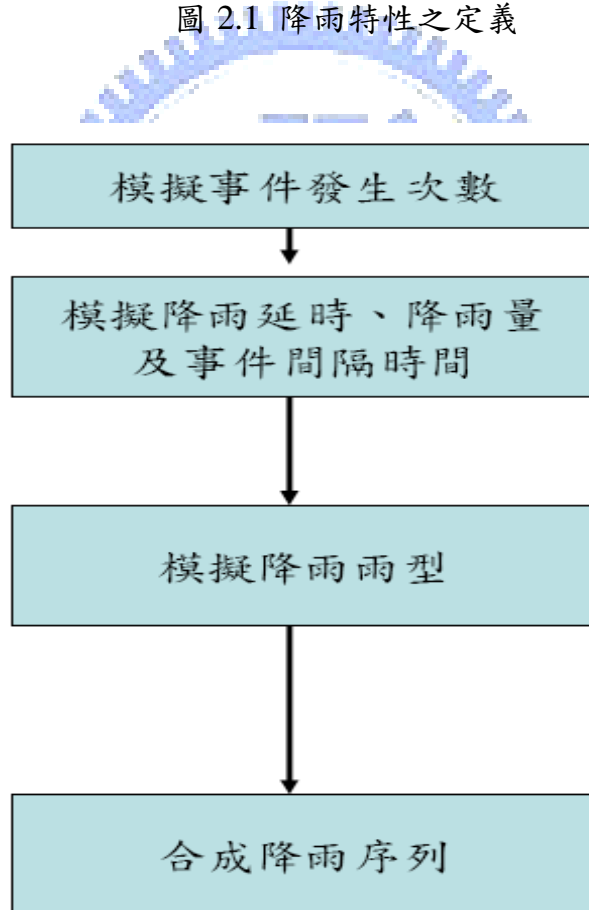 圖 2.1 降雨特性之定義
模擬事件發生次數
模擬降雨延時、降雨量
及事件間隔時間
模擬降雨雨型
合成降雨序列